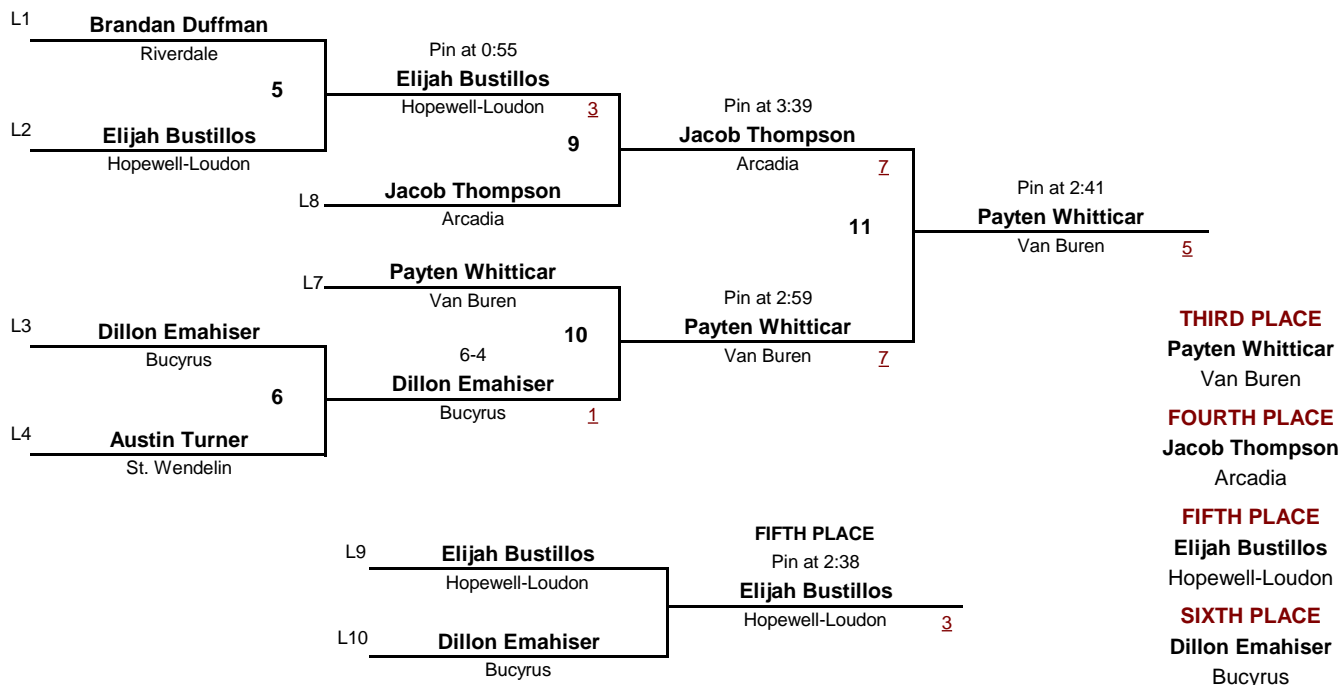 L1
Brandan Duffman
Riverdale
5
L2
Elijah Bustillos
Hopewell-Loudon
Pin at 0:55
Elijah Bustillos
Hopewell-Loudon 3
9
L8
Jacob Thompson
Arcadia
Pin at 3:39
Jacob Thompson
Arcadia 7
11
Pin at 2:41
Payten Whitticar
Van Buren 5
L7
Payten Whitticar
Van Buren
10
L3
Dillon Emahiser
Bucyrus
6
L4
Austin Turner
St. Wendelin
6-4
Dillon Emahiser
Bucyrus 1
Pin at 2:59
Payten Whitticar
Van Buren 7
THIRD PLACE
Payten Whitticar
Van Buren
FOURTH PLACE
Jacob Thompson
Arcadia
FIFTH PLACE
Elijah Bustillos
Hopewell-Loudon
SIXTH PLACE
Dillon Emahiser
Bucyrus
L9
Elijah Bustillos
Hopewell-Loudon
L10
Dillon Emahiser
Bucyrus
FIFTH PLACE
Pin at 2:38
Elijah Bustillos
Hopewell-Loudon 3